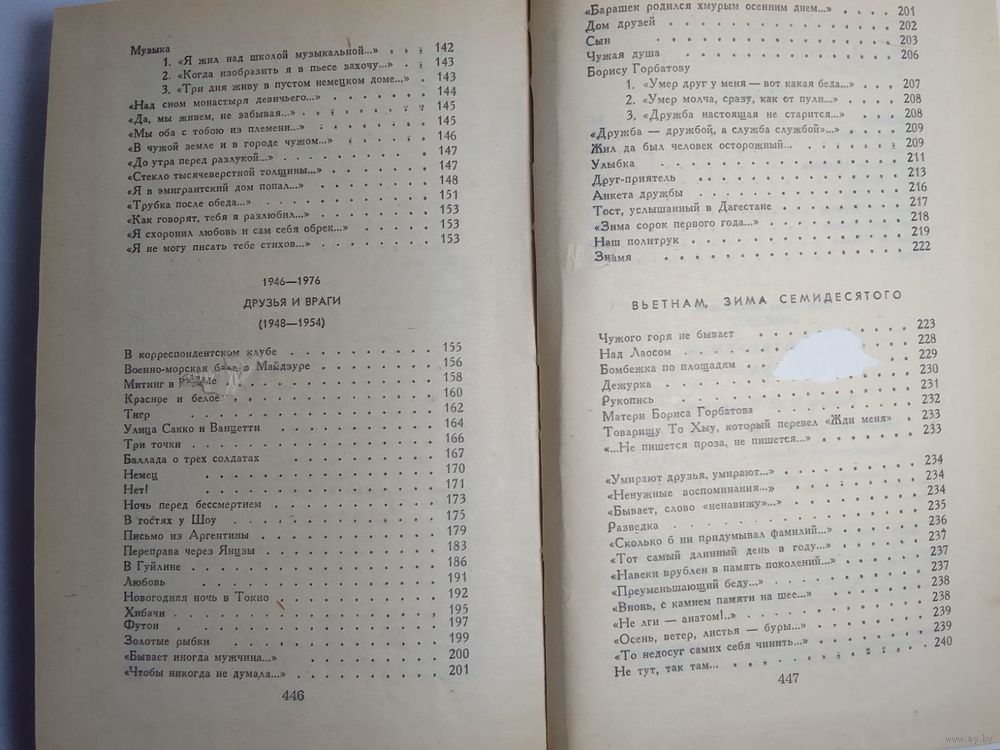 Музыка
1. «Я жил над школой музыкальной...» . . . 142
2. «Когда изобразить я в пьесе захочу...» . . 143
3. «Три дня живу в пустом немецком доме...» . . 143
«Над сном монастыря девичьего...» . . . . . 144
«Да, мы живем, не забывая...» . . . . . . 145
«Мы оба с тобою из племени...» . . . . . . 145
«В чужой земле и в городе чужом...» . . . . . 146
«До утра перед разлукой...» . . . . . . . . 147
«Стекло тысячеверстной толщины...» . . . . . 147
«Я в эмигрантский дом попал...» . . . . . . 148
«Трубка после обеда...» . . . . . . . . 151
«Как говорят, тебя я разлюбил...» . . . . . . 153
«Я схоронил любовь и сам себя обрек...» . . . . 153
«Я не могу писать тебе стихов...» . . . . . . 153
1946—1976
ДРУЗЬЯ И ВРАГИ
(1948—1954)
В корреспондентском клубе . . . . . . . . 155
Военно-морская база в Майдзуре . . . . . . 156
Митинг в . . . . . . . . . 158
Красное и белое . . . . . . . . . . 160
Тигр . . . . . . . . . . . . 162
Улица Сакко и Ванцетти . . . . . . . . 164
Три точки . . . . . . . . . . . 166
Баллада о трех солдатах . . . . . . . . 167
Немец . . . . . . . . . . . 170
Нет! . . . . . . . . . . . . 171
Ночь перед бессмертием . . . . . . . . 173
В гостях у Шоу . . . . . . . . . . 175
Письмо из Аргентины . . . . . . . . . 179
Переправа через Янцзы . . . . . . . . 183
В Гуйлине . . . . . . . . . . . 186
Любовь . . . . . . . . . . . 191
Новогодняя ночь в Токио . . . . . . . . 192
Хибачи . . . . . . . . . . . . 195
Футон . . . . . . . . . . . . 197
Золотые рыбки . . . . . . . . . . 199
«Бывает иногда мужчина...» . . . . . . . 200
«Чтобы никогда не думала...» . . . . . . . 201
446
«Барашек родился хмурым осенним днем...» . . . . 201
Дом друзей . . . . . . . . . . 202
Сын . . . . . . . . . . . . 203
Чужая душа . . . . . . . . . . 206
Борису Горбатову
1. «Умер друг у меня — вот какая беда...» . . . 207
2. «Умер молча, сразу, как от пули...» . . . 208
3. «Дружба настоящая не старится...» . . . 208
«Дружба — дружбой, а служба службой»...» . . . . 209
Жил да был человек осторожный... . . . . . . 209
Улыбка . . . . . . . . . . . 211
Друг-приятель . . . . . . . . . . 213
Анкета дружбы . . . . . . . . . . 216
Тост, услышанный в Дагестане . . . . . . . 217
«Зима сорок первого года...» . . . . . . . 218
Наш политрук . . . . . . . . . . 219
Знамя . . . . . . . . . . . . 222
ВЬЕТНАМ, ЗИМА СЕМИДЕСЯТОГО
Чужого горя не бывает . . . . . . . . 223
Над Лаосом . . . . . . . 228
Бомбежка по площадям . . . . . 229
Дежурка . . . . . . . . . 230
Рукопись . . . . . . . . . . . 231
Матери Бориса Горбатова . . . . . . . . 232
Товарищу То Хыу, который перевел «Жди меня» . . 233
«...Не пишется проза, не пишется...» . . . . . . 233
«Умирают друзья, умирают...» . . . . . . . 234
«Ненужные воспоминания...» . . . . . . . 234
«Бывает, слово «ненавижу»...» . . . . . . . 234
Разведка . . . . . . . . . . . 235
«Сколько б ни придумывал фамилий...» . . . . . 236
«Тот самый длинный день в году...» . . . . . 237
«Навеки врублен в память поколений...» . . . . 237
«Преуменьшающий беду...» . . . . . . . . 237
«Вновь, с камнем памяти на шее...» . . . . . 238
«Не лги — анатом!..» . . . . . . . . . 238
«Осень, ветер, листья — буры...» . . . . . . 239
«То недосуг самих себя чинить...» . . . . . . 239
Не тут, так там... . . . . . . . . . 240
447
www.ay.by